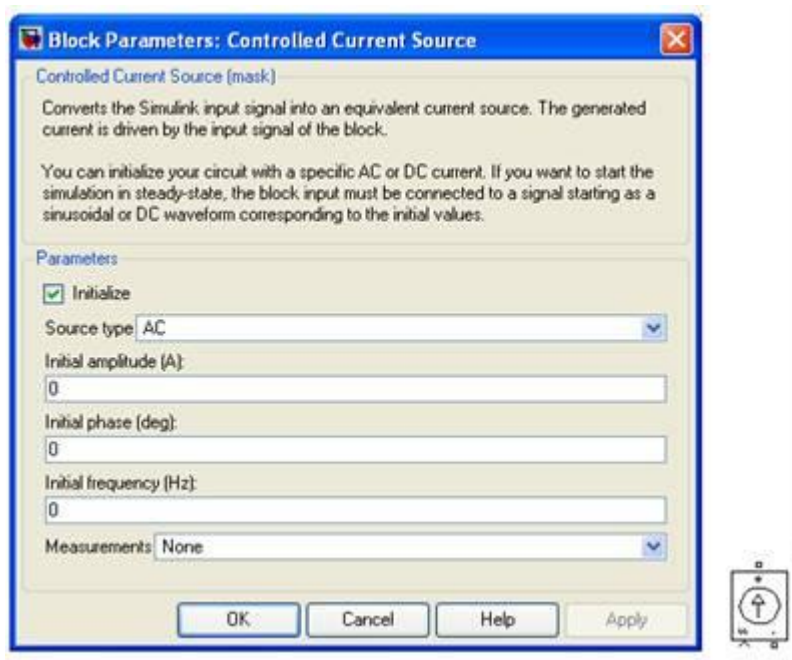 Block Parameters: Controlled Current Source
Controlled Current Source (mask)
Converts the Simulink input signal into an equivalent current source. The generated
current is driven by the input signal of the block.
You can initialize your circuit with a specific AC or DC current. If you want to start the
simulation in steady-state, the block input must be connected to a signal starting as a
sinusoidal or DC waveform corresponding to the initial values.
Parameters
Initialize
Source type AC
Initial amplitude (A):
0
Initial phase (deg):
0
Initial frequency (Hz):
0
Measurements None
OK Cancel Help Apply